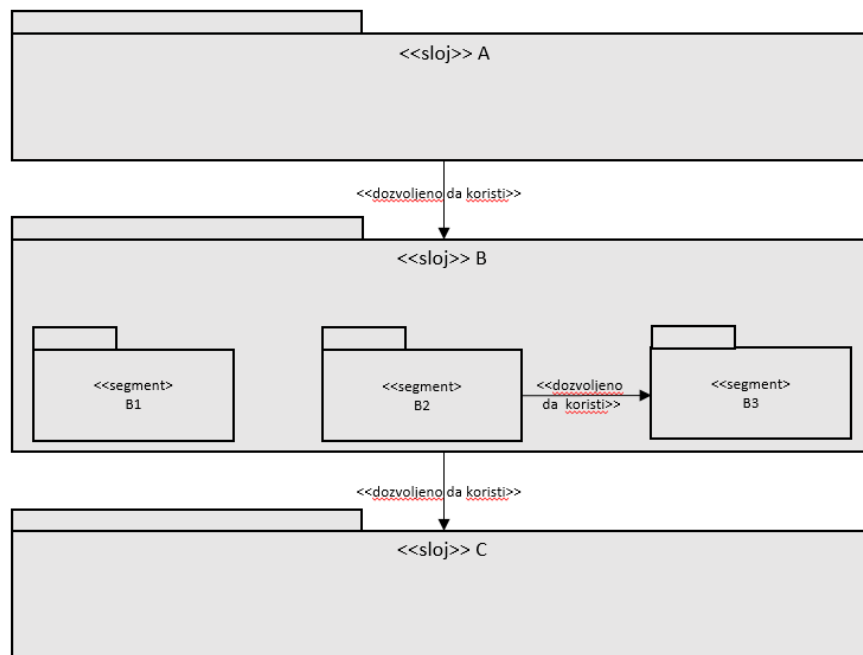 <<sloj>> A
<<dozvoljeno da koristi>>
<<sloj>> B
<<segment>
B1
<<segment>
B2
<<dozvoljeno
da koristi>>
<<segment>
B3
<<dozvoljeno da koristi>>
<<sloj>> C